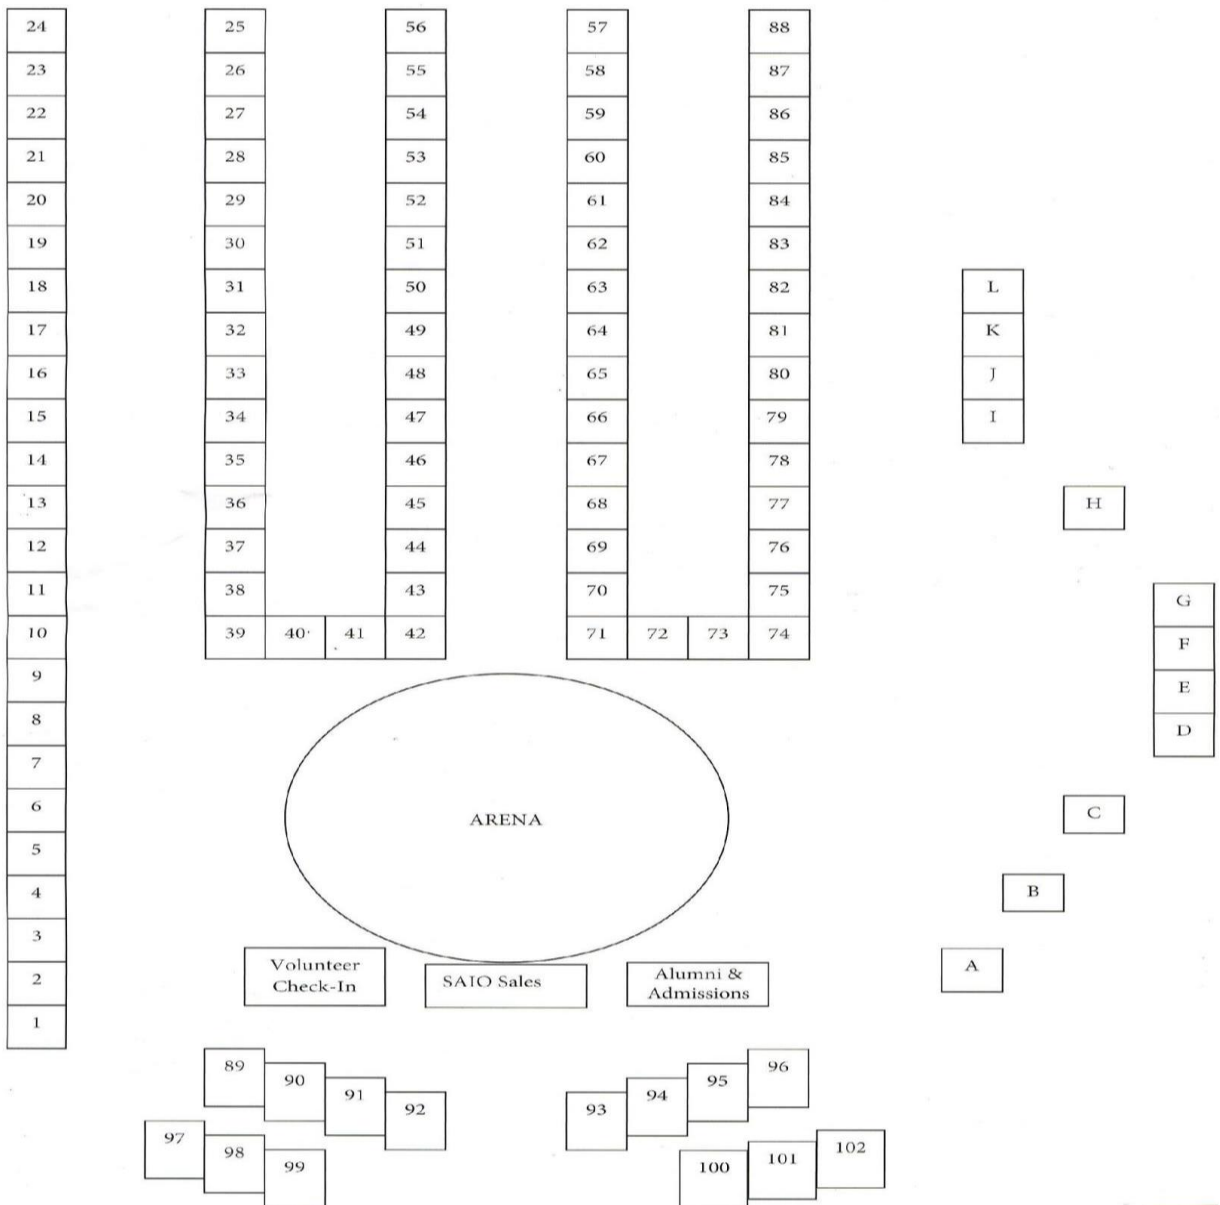 24 25 56 57 88
23 26 55 58 87
22 27 54 59 86
21 28 53 60 85
20 29 52 61 84
19 30 51 62 83
18 31 50 63 82 L
17 32 49 64 81 K
16 33 48 65 80 J
15 34 47 66 79 I
14 35 46 67 78
13 36 45 68 77 H
12 37 44 69 76
11 38 43 70 75 G
10 39 40 41 42 71 72 73 74 F
9 E
8 D
7
6 C
ARENA
5
4 B
3
Volunteer
Check-In
SAIO Sales
Alumni &
Admissions
A
2
1
89 90 91 92 93 94 95 96
97 98 99 100 101 102